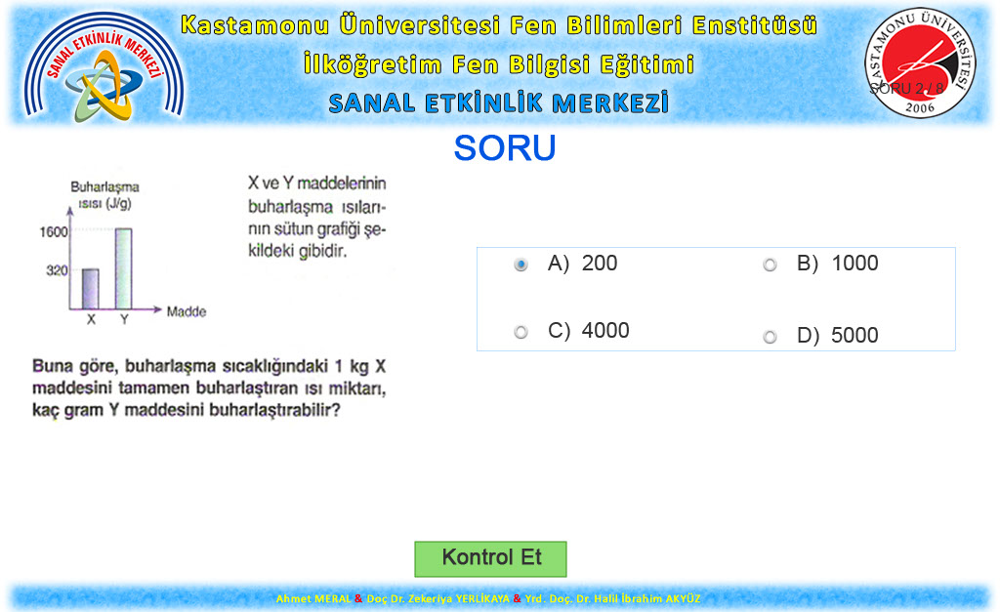 Kastamonu Üniversitesi Fen Bilimleri Enstitüsü
İlköğretim Fen Bilgisi Eğitimi
SANAL ETKİNLİK MERKEZİ
SANAL ETKİNLİK MERKEZİ
KASTAMONU ÜNİVERSİTESİ
2006
SORU 2 / 8
SORU
Buharlaşma
ısısı (J/g)
1600
320
X Y
Madde
X ve Y maddelerinin
buharlaşma ısıları-
nın sütun grafiği şe-
kildeki gibidir.
Buna göre, buharlaşma sıcaklığındaki 1 kg X
maddesini tamamen buharlaştıran ısı miktarı,
kaç gram Y maddesini buharlaştırabilir?
A) 200
B) 1000
C) 4000
D) 5000
Kontrol Et
Ahmet MERAL & Doç Dr. Zekeriya YERLİKAYA & Yrd. Doç. Dr. Halil İbrahim AKYÜZ